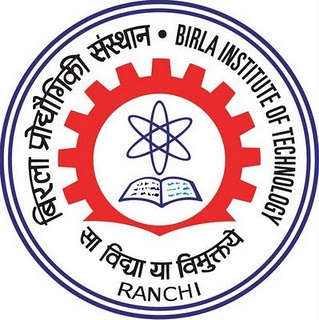 बिरला प्रोद्यौगिकी संस्थान • BIRLA INSTITUTE OF TECHNOLOGY
सा विद्या या विमुक्तये
RANCHI